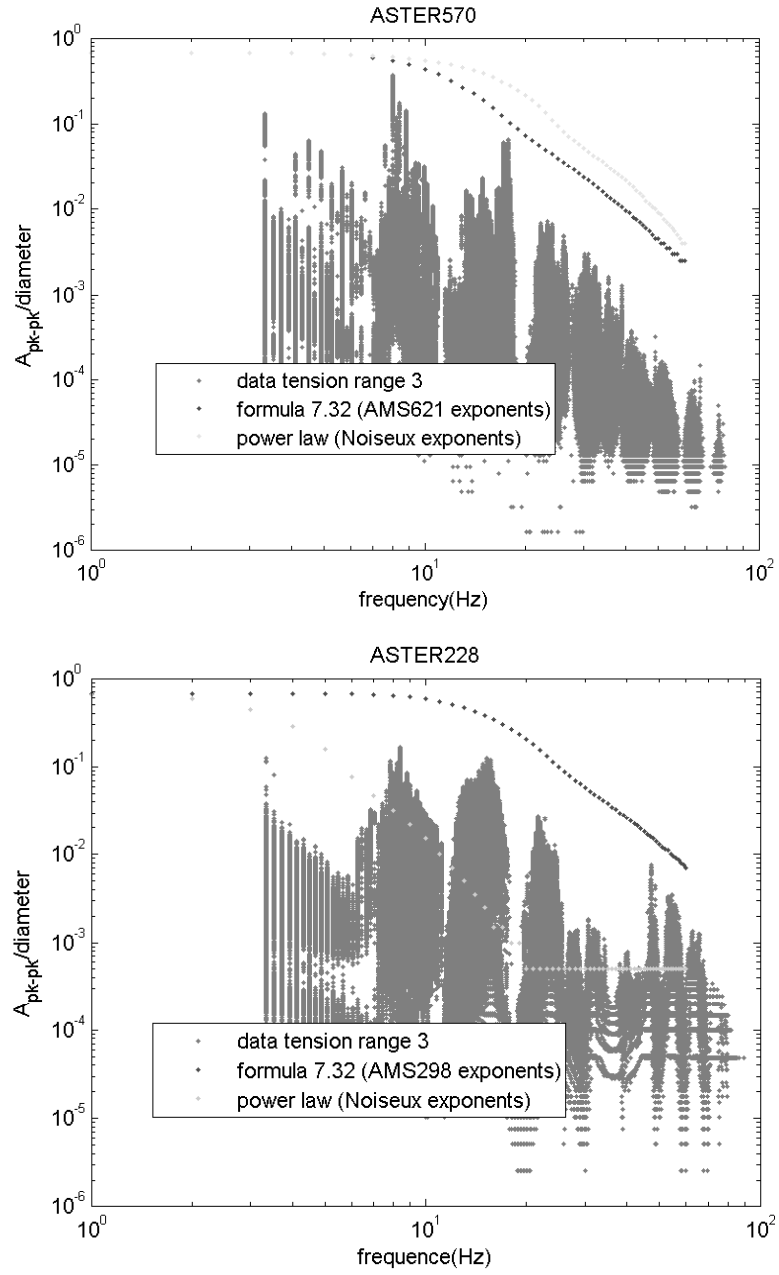 ASTER570
10^0
10^-1
10^-2
10^-3
10^-4
10^-5
10^-6
A_pk-pk/diameter
data tension range 3
formula 7.32 (AMS621 exponents)
power law (Noiseux exponents)
10^0
10^1
10^2
frequency(Hz)
ASTER228
10^0
10^-1
10^-2
10^-3
10^-4
10^-5
10^-6
A_pk-pk/diameter
data tension range 3
formula 7.32 (AMS298 exponents)
power law (Noiseux exponents)
10^0
10^1
10^2
frequence(Hz)